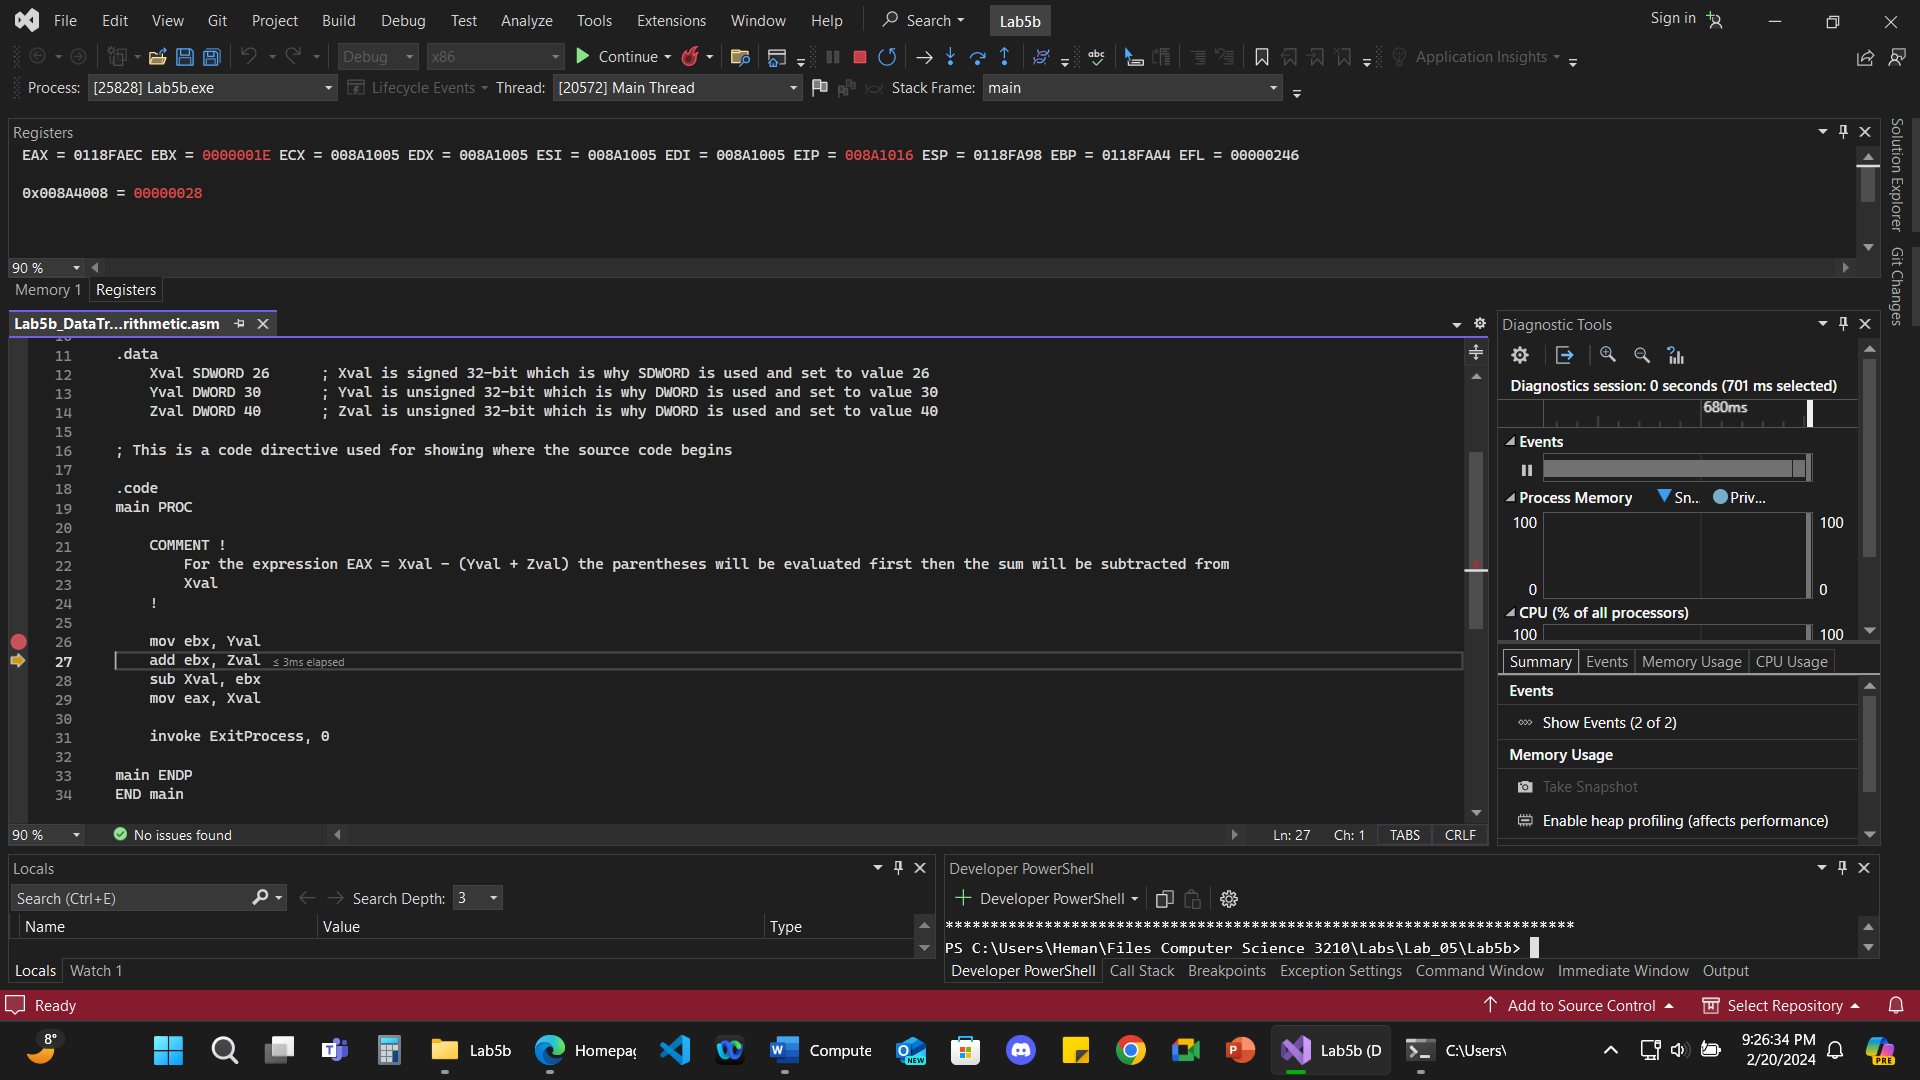 File Edit View Git Project Build Debug Test Analyze Tools Extensions Window Help Search Lab5b Sign in
Debug x86 Continue Application Insights
Process: [25828] Lab5b.exe Lifecycle Events Thread: [20572] Main Thread Stack Frame: main
Registers
EAX = 0118FAEC EBX = 0000001E ECX = 008A1005 EDX = 008A1005 ESI = 008A1005 EDI = 008A1005 EIP = 008A1016 ESP = 0118FA98 EBP = 0118FAA4 EFL = 00000246
0x008A4008 = 00000028
90 %
Memory 1 Registers
Solution Explorer
Git Changes
Lab5b_DataTr...rithmetic.asm
10
11 .data
12 Xval SDWORD 26 ; Xval is signed 32-bit which is why SDWORD is used and set to value 26
13 Yval DWORD 30 ; Yval is unsigned 32-bit which is why DWORD is used and set to value 30
14 Zval DWORD 40 ; Zval is unsigned 32-bit which is why DWORD is used and set to value 40
15
16 ; This is a code directive used for showing where the source code begins
17
18 .code
19 main PROC
20
21 COMMENT !
22 For the expression EAX = Xval - (Yval + Zval) the parentheses will be evaluated first then the sum will be subtracted from
23 Xval
24 !
25
26 mov ebx, Yval
27 add ebx, Zval ≤ 3ms elapsed
28 sub Xval, ebx
29 mov eax, Xval
30
31 invoke ExitProcess, 0
32
33 main ENDP
34 END main
90 % No issues found Ln: 27 Ch: 1 TABS CRLF
Diagnostic Tools
Diagnostics session: 0 seconds (701 ms selected)
680ms
Events
Process Memory Sn... Priv...
100 100
0 0
CPU (% of all processors)
100 100
Summary Events Memory Usage CPU Usage
Events
Show Events (2 of 2)
Memory Usage
Take Snapshot
Enable heap profiling (affects performance)
Locals
Search (Ctrl+E) Search Depth: 3
Name Value Type
Locals Watch 1
Developer PowerShell
Developer PowerShell
**************************************************************************
PS C:\Users\Heman\Files Computer Science 3210\Labs\Lab_05\Lab5b>
Developer PowerShell Call Stack Breakpoints Exception Settings Command Window Immediate Window Output
Ready Add to Source Control Select Repository
8° Lab5b Homepag Compute NEW Lab5b (D C:\Users\ 9:26:34 PM PRE
2/20/2024